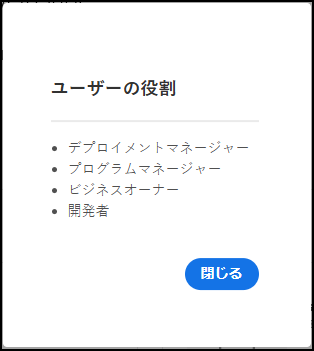 ユーザーの役割
デプロイメントマネージャー
プログラムマネージャー
ビジネスオーナー
開発者
閉じる